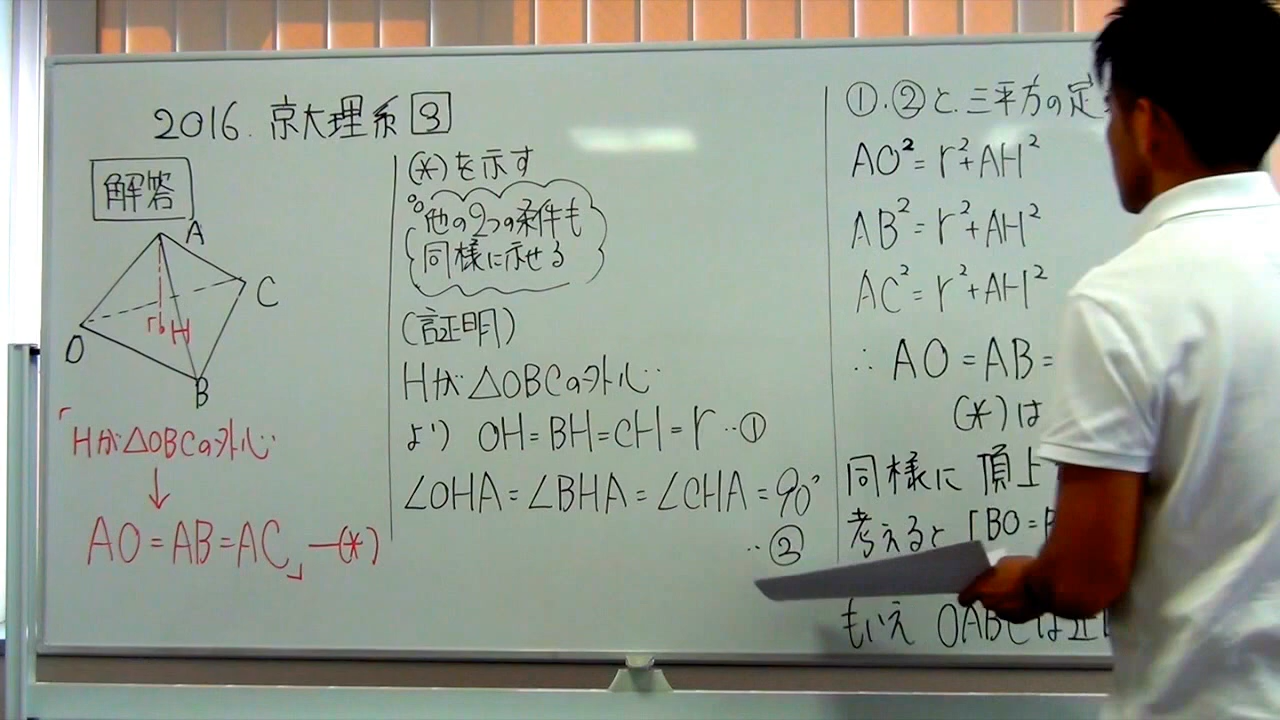 2016. 京大理系 3
解答
A
C
O
H
B
「Hが△OBCの外心
↓
AO=AB=AC」―(*)
(*)を示す
他の2つの条件も
同様に示せる
(証明)
Hが△OBCの外心
より OH=BH=CH=r ‥①
∠OHA=∠BHA=∠CHA=90°
‥②
①.②と.三平方の定
AO²=r²+AH²
AB²=r²+AH²
AC²=r²+AH²
∴ AO=AB=
(*)は
同様に 頂上
考えると「BO=
もいえ OABCは正